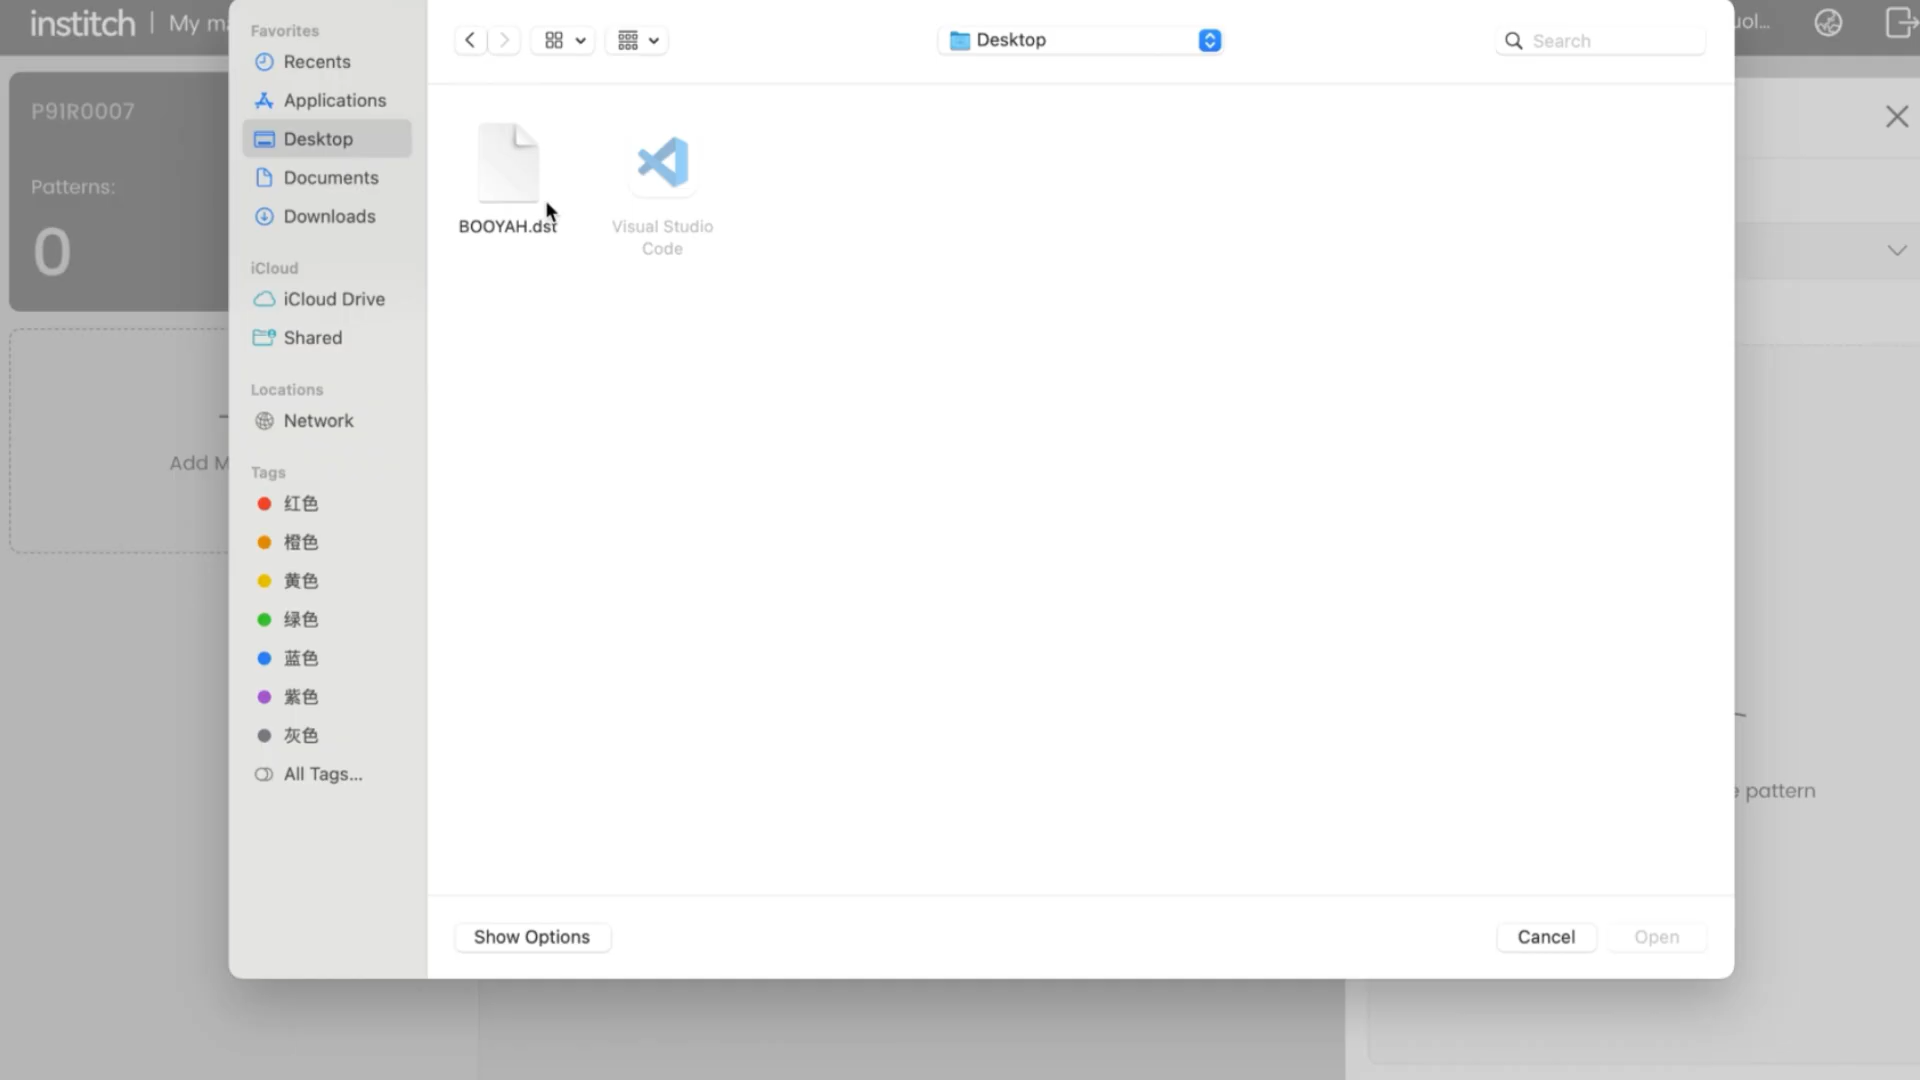 institch | My m
P91R0007
Patterns:
0
Add M
Favorites
Recents
Applications
Desktop
Documents
Downloads
iCloud
iCloud Drive
Shared
Locations
Network
Tags
红色
橙色
黄色
绿色
蓝色
紫色
灰色
All Tags...
Desktop
Search
BOOYAH.dst
Visual Studio
Code
Show Options
Cancel
Open
uol...
pattern